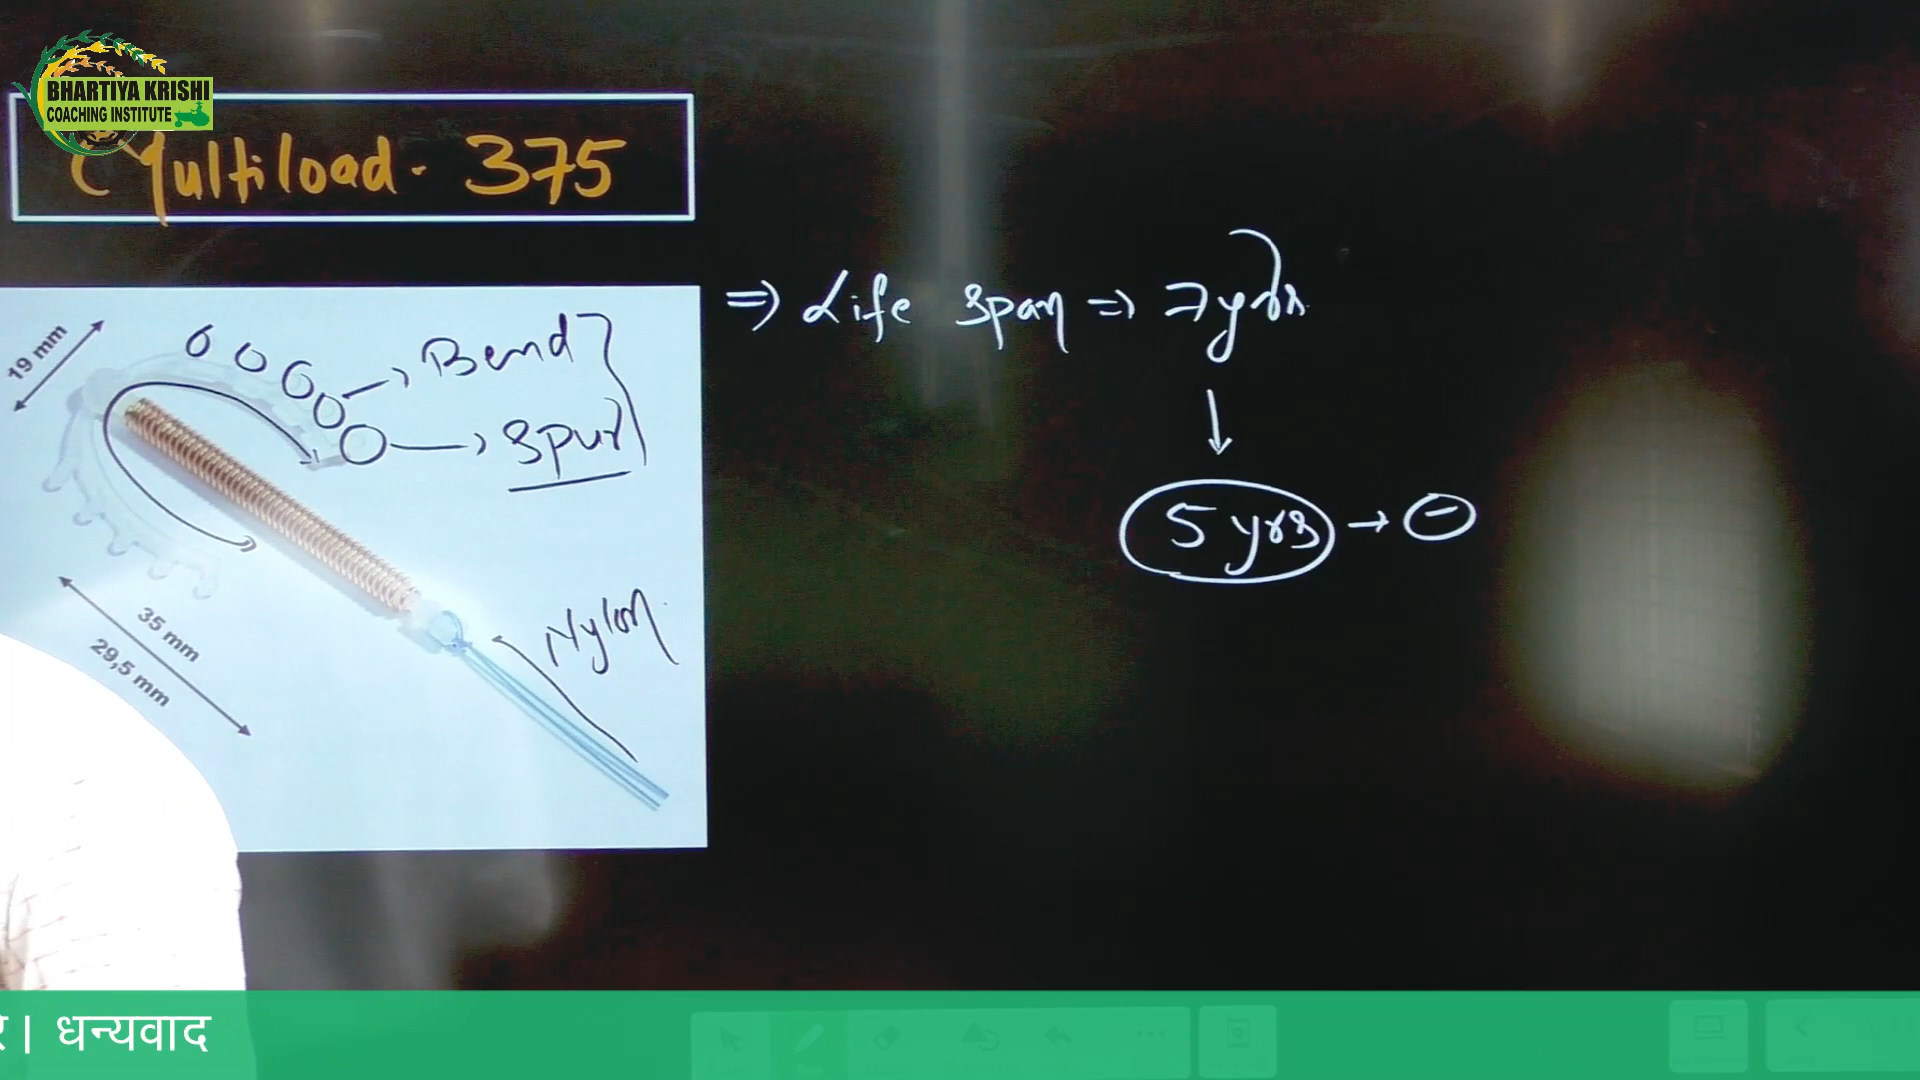 BHARTIYA KRISHI
COACHING INSTITUTE
Multiload - 375
⇒ Life span ⇒ 7 yrs
↓
5 yrs → ⊖
19 mm
→ Bend
→ spur
Nylon
35 mm
29,5 mm
| धन्यवाद